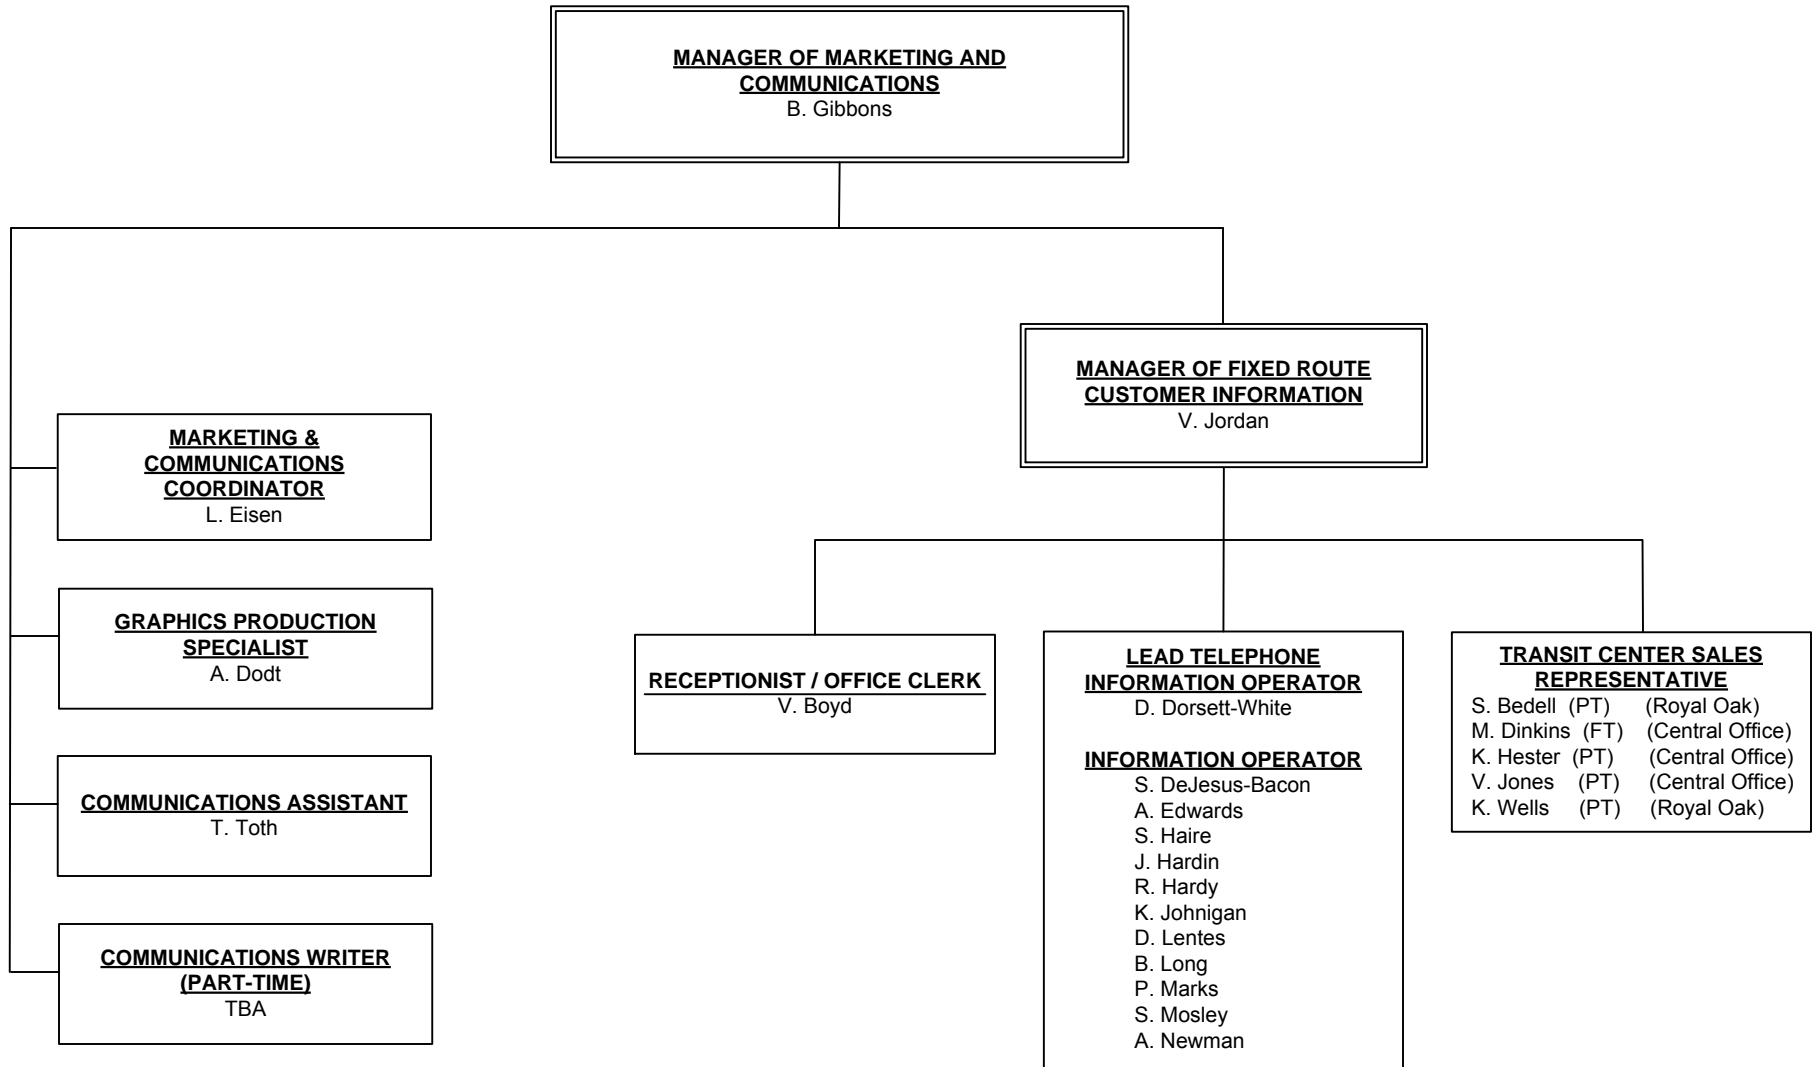 MANAGER OF MARKETING AND
COMMUNICATIONS
B. Gibbons
MANAGER OF FIXED ROUTE
CUSTOMER INFORMATION
V. Jordan
MARKETING &
COMMUNICATIONS
COORDINATOR
L. Eisen
GRAPHICS PRODUCTION
SPECIALIST
A. Dodt
COMMUNICATIONS ASSISTANT
T. Toth
COMMUNICATIONS WRITER
(PART-TIME)
TBA
RECEPTIONIST / OFFICE CLERK
V. Boyd
LEAD TELEPHONE
INFORMATION OPERATOR
D. Dorsett-White
INFORMATION OPERATOR
S. DeJesus-Bacon
A. Edwards
S. Haire
J. Hardin
R. Hardy
K. Johnigan
D. Lentes
B. Long
P. Marks
S. Mosley
A. Newman
TRANSIT CENTER SALES
REPRESENTATIVE
S. Bedell (PT) (Royal Oak)
M. Dinkins (FT) (Central Office)
K. Hester (PT) (Central Office)
V. Jones (PT) (Central Office)
K. Wells (PT) (Royal Oak)